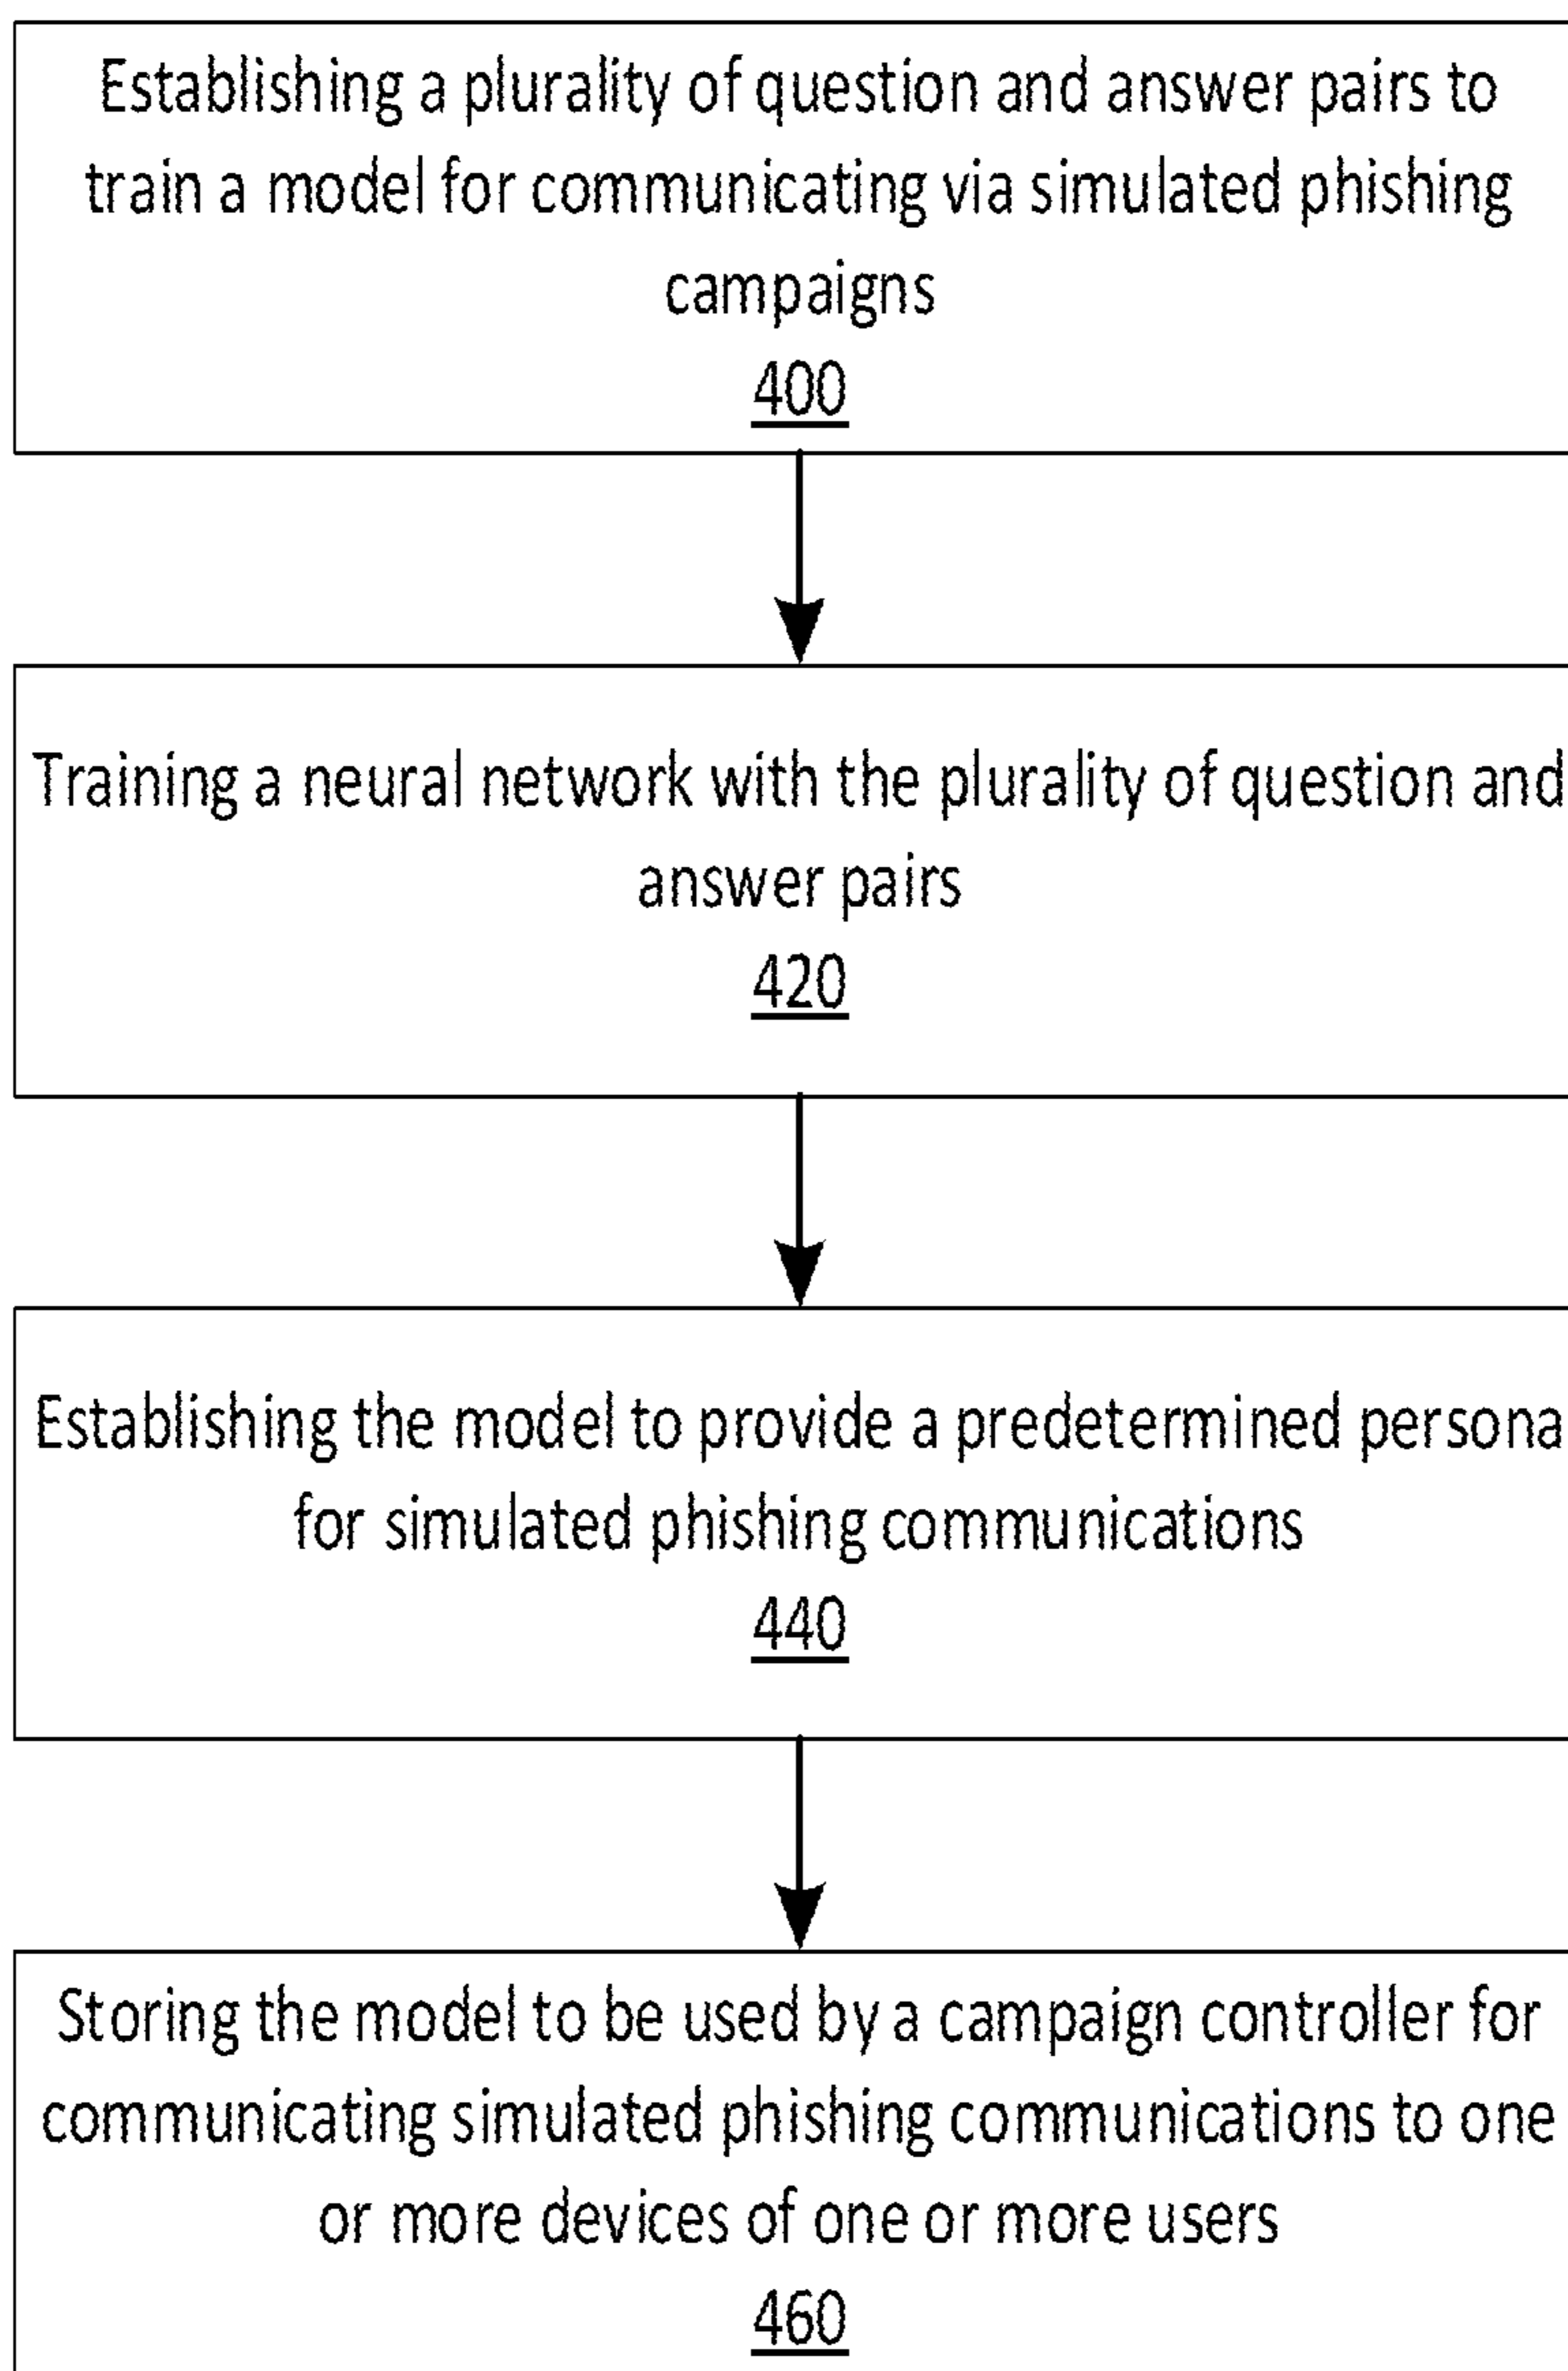 Establishing a plurality of question and answer pairs to
train a model for communicating via simulated phishing
campaigns
400
Training a neural network with the plurality of question and
answer pairs
420
Establishing the model to provide a predetermined persona
for simulated phishing communications
440
Storing the model to be used by a campaign controller for
communicating simulated phishing communications to one
or more devices of one or more users
460